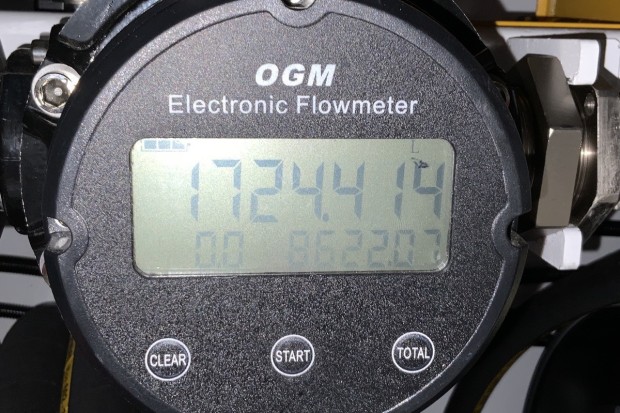 OGM
Electronic Flowmeter
L
1724.414
0.0 8622.07
CLEAR START TOTAL